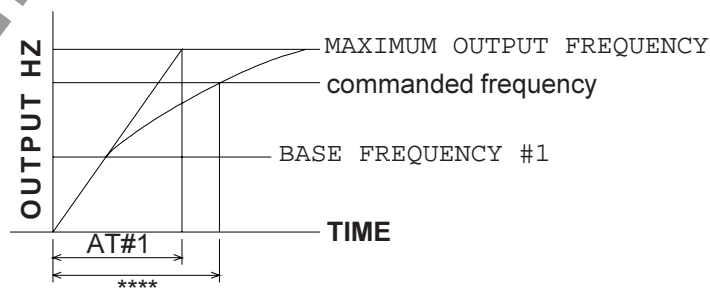 OUTPUT HZ
MAXIMUM OUTPUT FREQUENCY
commanded frequency
BASE FREQUENCY #1
TIME
AT#1
****